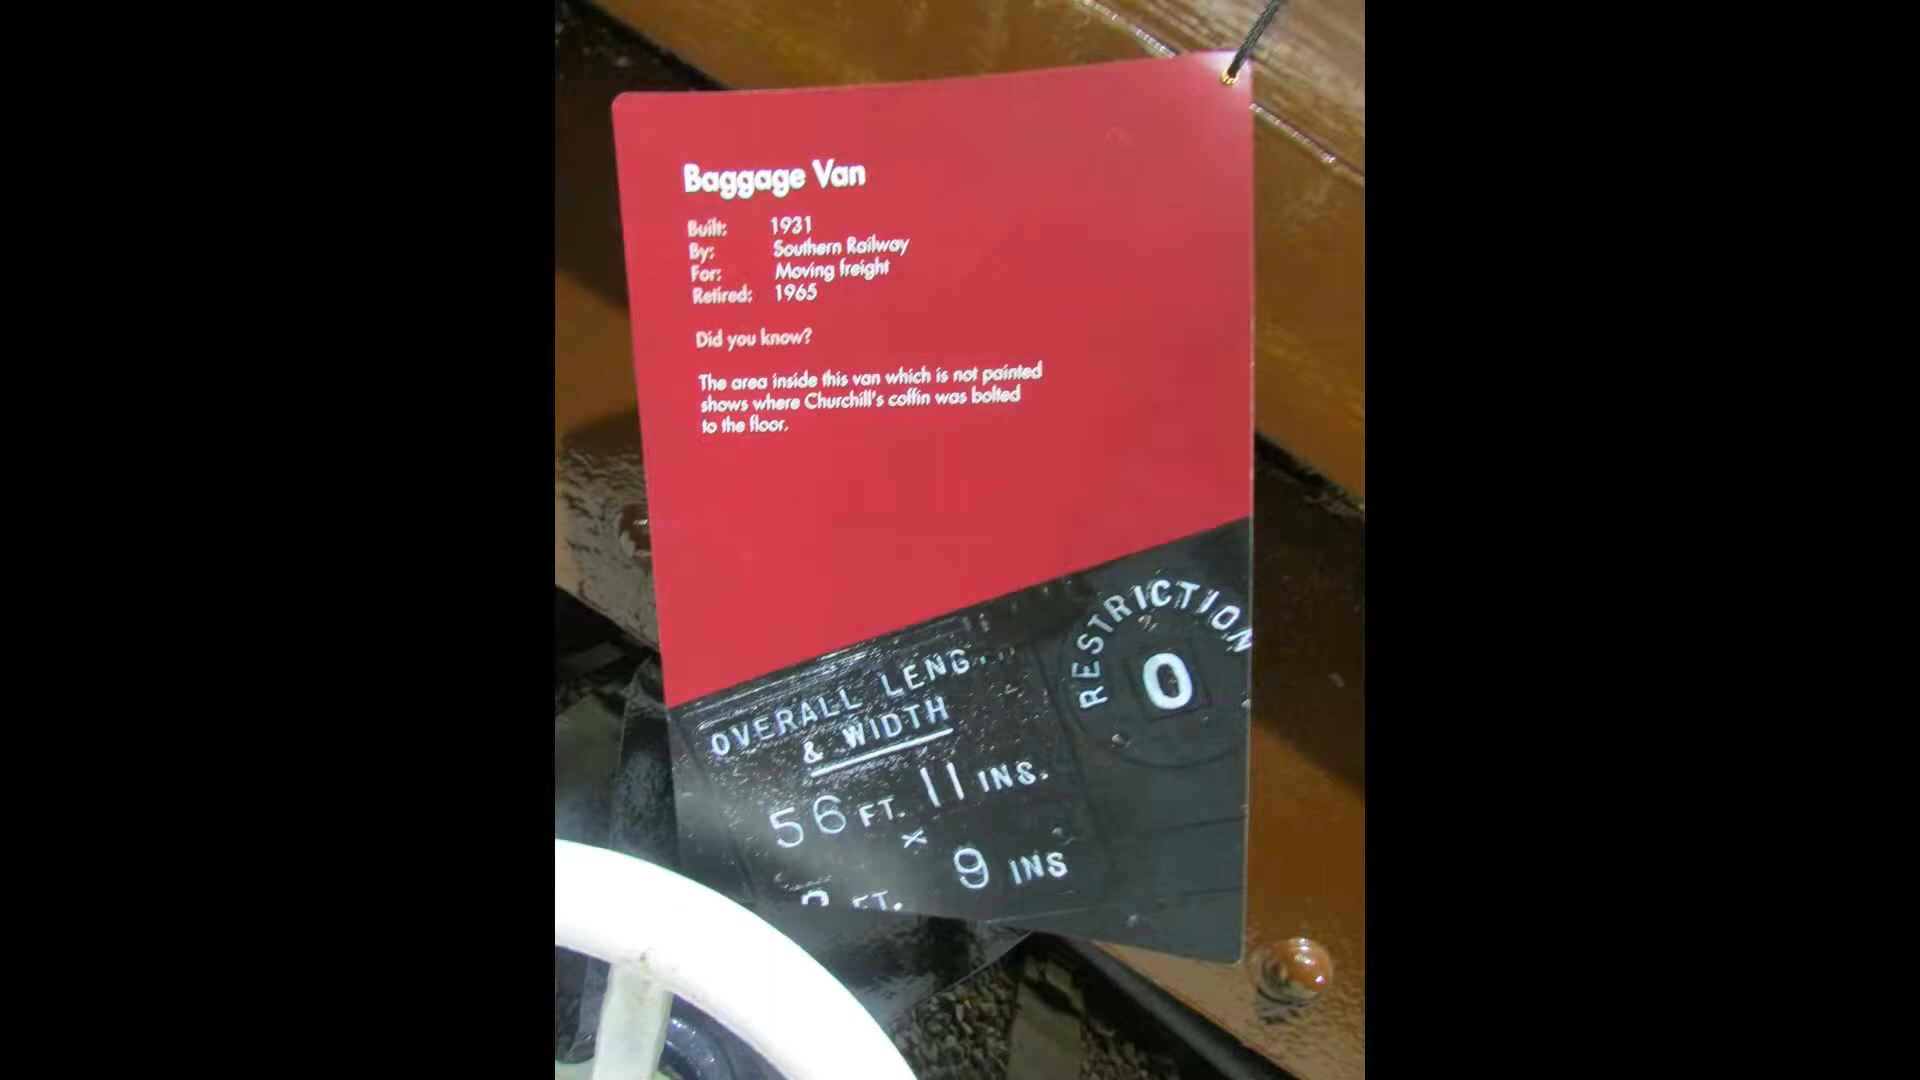 Baggage Van
Built: 1931
By: Southern Railway
For: Moving freight
Retired: 1965
Did you know?
The area inside this van which is not painted
shows where Churchill's coffin was bolted
to the floor.
RESTRICTION
0
OVERALL LENG
& WIDTH
56 FT. 11 INS.
×
9 INS
FT.